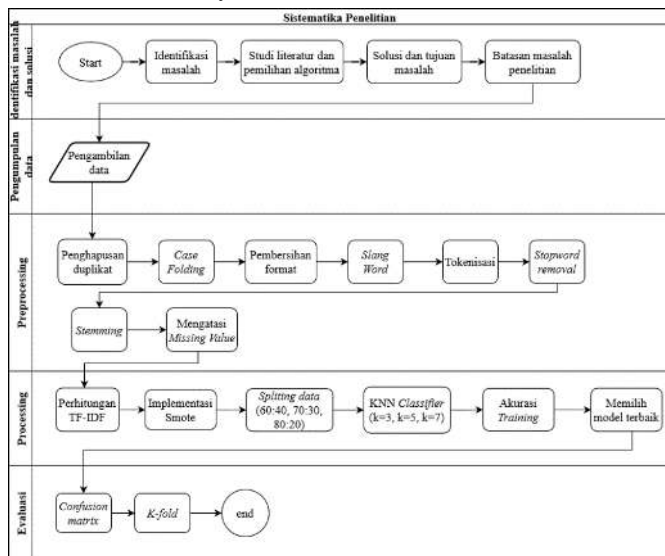 Sistematika Penelitian
Identifikasi masalah
dan solusi
Start
Identifikasi
masalah
Studi literatur dan
pemilihan algoritma
Solusi dan tujuan
masalah
Batasan masalah
penelitian
Pengumpulan
data
Pengambilan
data
Preprocessing
Penghapusan
duplikat
Case
Folding
Pembersihan
format
Slang
Word
Tokenisasi
Stopword
removal
Stemming
Mengatasi
Missing Value
Processing
Perhitungan
TF-IDF
Implementasi
Smote
Spliting data
(60:40, 70:30,
80:20)
KNN Classifier
(k=3, k=5, k=7)
Akurasi
Training
Memilih
model terbaik
Evaluasi
Confusion
matrix
K-fold
end